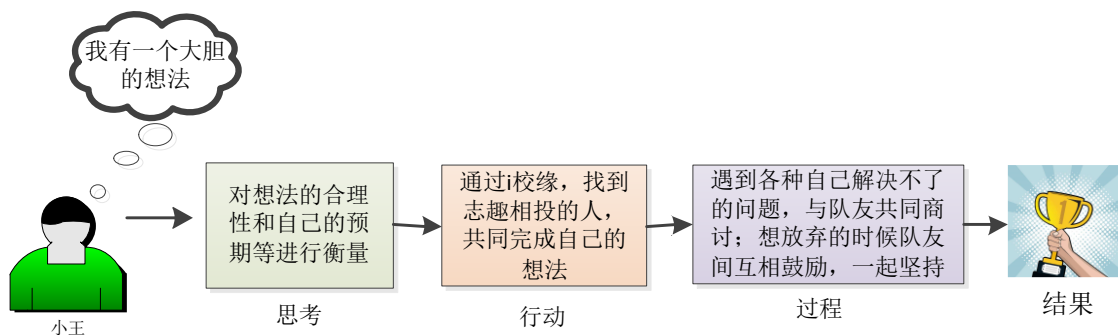 我有一个大胆
的想法
小王
对想法的合理
性和自己的预
期等进行衡量
思考
通过i校缘，找到
志趣相投的人，
共同完成自己的
想法
行动
遇到各种自己解决不了
的问题，与队友共同商
讨；想放弃的时候队友
间互相鼓励，一起坚持
过程
1
结果